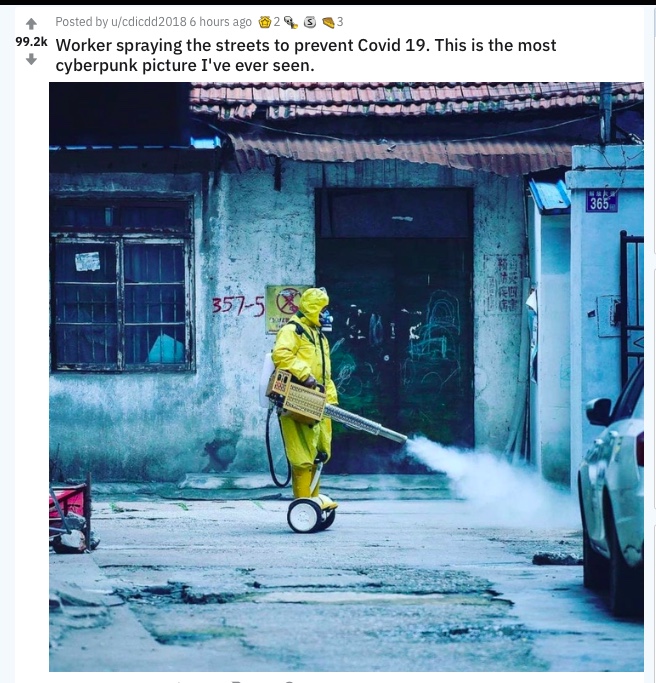 Posted by u/cdicdd2018 6 hours ago 2 S 3
99.2k
Worker spraying the streets to prevent Covid 19. This is the most
cyberpunk picture I've ever seen.
365
357-5